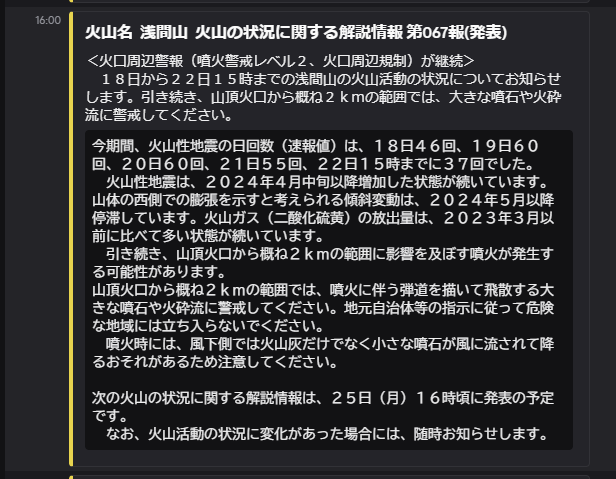 16:00
火山名 浅間山 火山の状況に関する解説情報 第067報(発表)
＜火口周辺警報（噴火警戒レベル２、火口周辺規制）が継続＞
　１８日から２２日１５時までの浅間山の火山活動の状況についてお知らせ
します。引き続き、山頂火口から概ね２ｋｍの範囲では、大きな噴石や火砕
流に警戒してください。
今期間、火山性地震の日回数（速報値）は、１８日４６回、１９日６０
回、２０日６０回、２１日５５回、２２日１５時までに３７回でした。
　火山性地震は、２０２４年４月中旬以降増加した状態が続いています。
山体の西側での膨張を示すと考えられる傾斜変動は、２０２４年５月以降
停滞しています。火山ガス（二酸化硫黄）の放出量は、２０２３年３月以
前に比べて多い状態が続いています。
　引き続き、山頂火口から概ね２ｋｍの範囲に影響を及ぼす噴火が発生す
る可能性があります。
山頂火口から概ね２ｋｍの範囲では、噴火に伴う弾道を描いて飛散する大
きな噴石や火砕流に警戒してください。地元自治体等の指示に従って危険
な地域には立ち入らないでください。
　噴火時には、風下側では火山灰だけでなく小さな噴石が風に流されて降
るおそれがあるため注意してください。
次の火山の状況に関する解説情報は、２５日（月）１６時頃に発表の予定
です。
　なお、火山活動の状況に変化があった場合には、随時お知らせします。